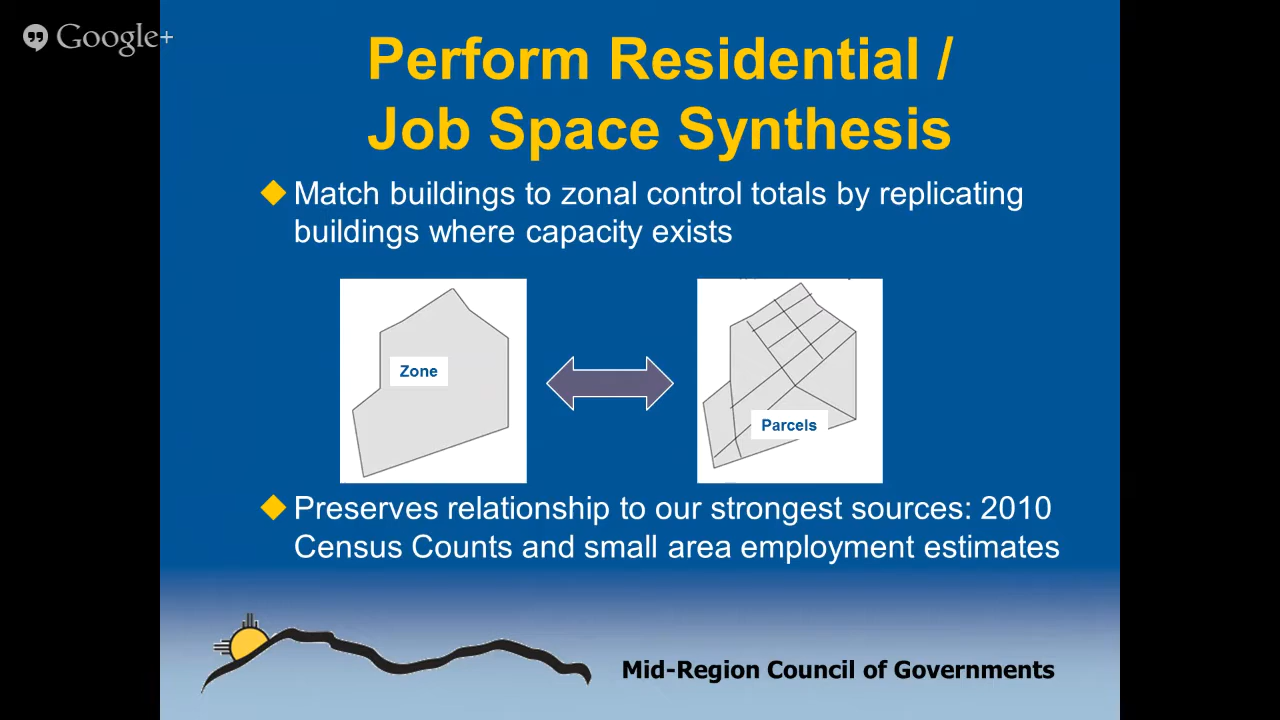 Google+
Perform Residential /
Job Space Synthesis
Match buildings to zonal control totals by replicating
buildings where capacity exists
Zone
Parcels
Preserves relationship to our strongest sources: 2010
Census Counts and small area employment estimates
Mid-Region Council of Governments